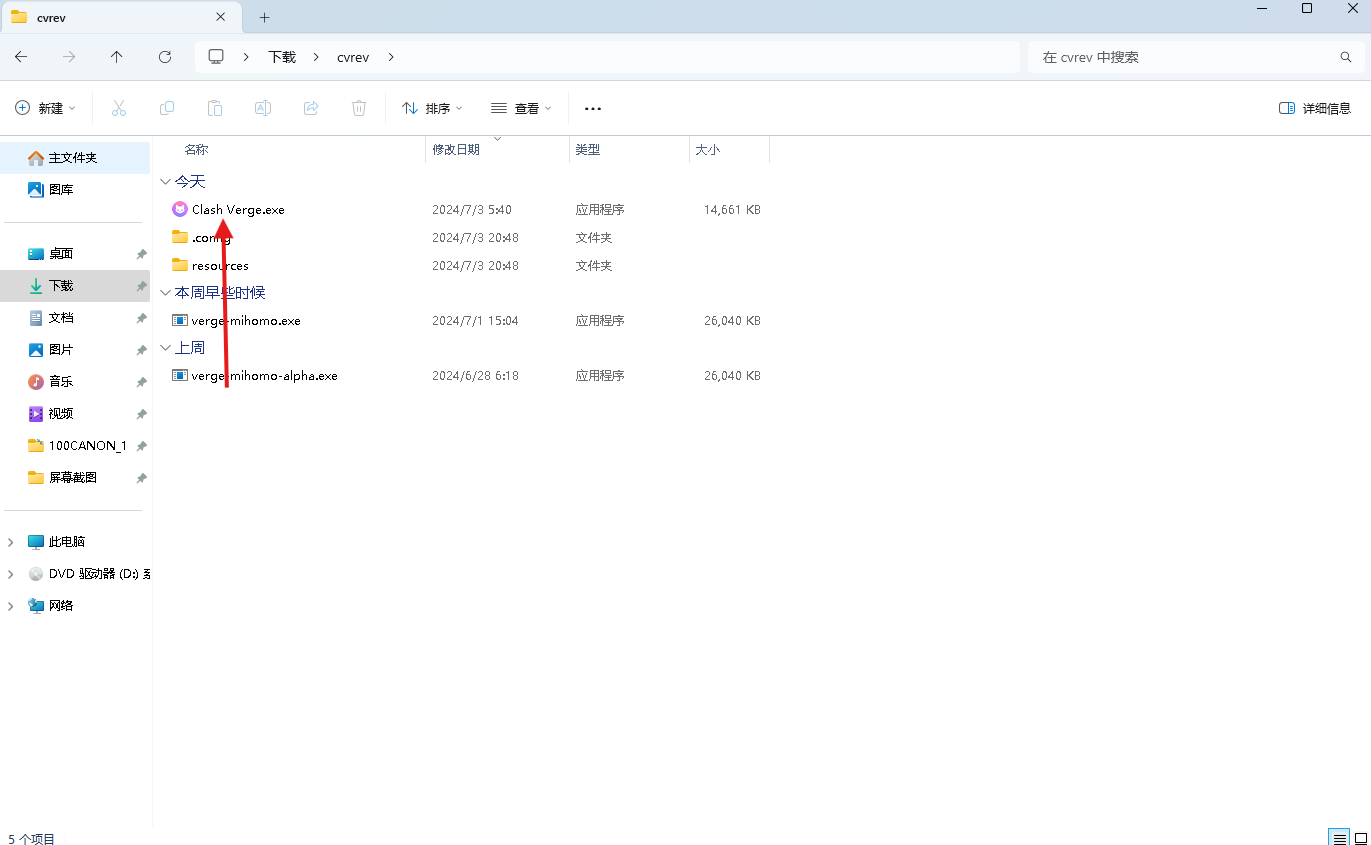 cvrev
下载
cvrev
在 cvrev 中搜索
新建
排序
查看
详细信息
主文件夹
图库
桌面
下载
文档
图片
音乐
视频
100CANON_1
屏幕截图
此电脑
DVD 驱动器 (D:) 系
网络
名称 修改日期 类型 大小
今天
Clash Verge.exe 2024/7/3 5:40 应用程序 14,661 KB
.config 2024/7/3 20:48 文件夹
resources 2024/7/3 20:48 文件夹
本周早些时候
verge-mihomo.exe 2024/7/1 15:04 应用程序 26,040 KB
上周
verge-mihomo-alpha.exe 2024/6/28 6:18 应用程序 26,040 KB
5 个项目